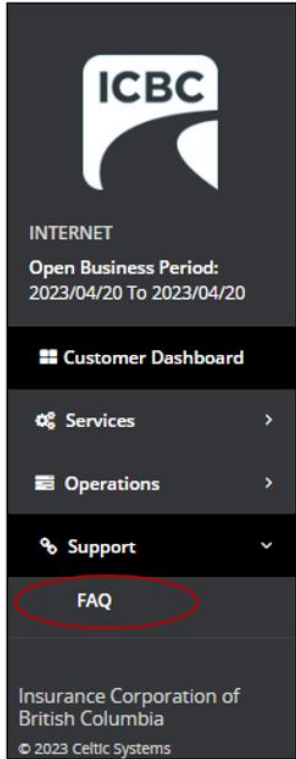 ICBC
INTERNET
Open Business Period:
2023/04/20 To 2023/04/20
Customer Dashboard
Services
Operations
Support
FAQ
Insurance Corporation of
British Columbia
© 2023 Celtic Systems